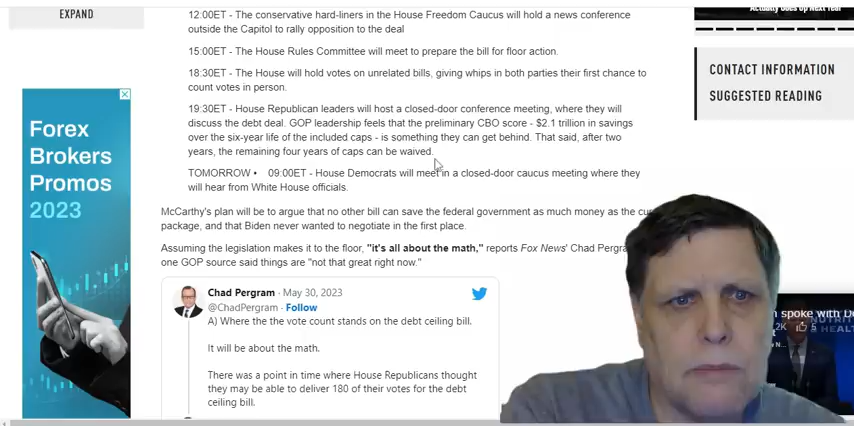 Actually Goes Up Next Year
EXPAND
12:00ET - The conservative hard-liners in the House Freedom Caucus will hold a news conference
outside the Capitol to rally opposition to the deal
15:00ET - The House Rules Committee will meet to prepare the bill for floor action.
18:30ET - The House will hold votes on unrelated bills, giving whips in both parties their first chance to
count votes in person.
19:30ET - House Republican leaders will host a closed-door conference meeting, where they will
discuss the debt deal. GOP leadership feels that the preliminary CBO score - $2.1 trillion in savings
over the six-year life of the included caps - is something they can get behind. That said, after two
years, the remaining four years of caps can be waived.
TOMORROW • 09:00ET - House Democrats will meet in a closed-door caucus meeting where they
will hear from White House officials.
McCarthy's plan will be to argue that no other bill can save the federal government as much money as the
package, and that Biden never wanted to negotiate in the first place.
Assuming the legislation makes it to the floor, "it's all about the math," reports Fox News' Chad
one GOP source said things are "not that great right now."
Chad Pergram · May 30, 2023
@ChadPergram · Follow
A) Where the the vote count stands on the debt ceiling bill.
It will be about the math.
There was a point in time where House Republicans thought
they may be able to deliver 180 of their votes for the debt
ceiling bill.
Forex
Brokers
Promos
2023
CONTACT INFORMATION
SUGGESTED READING
spoke with
5